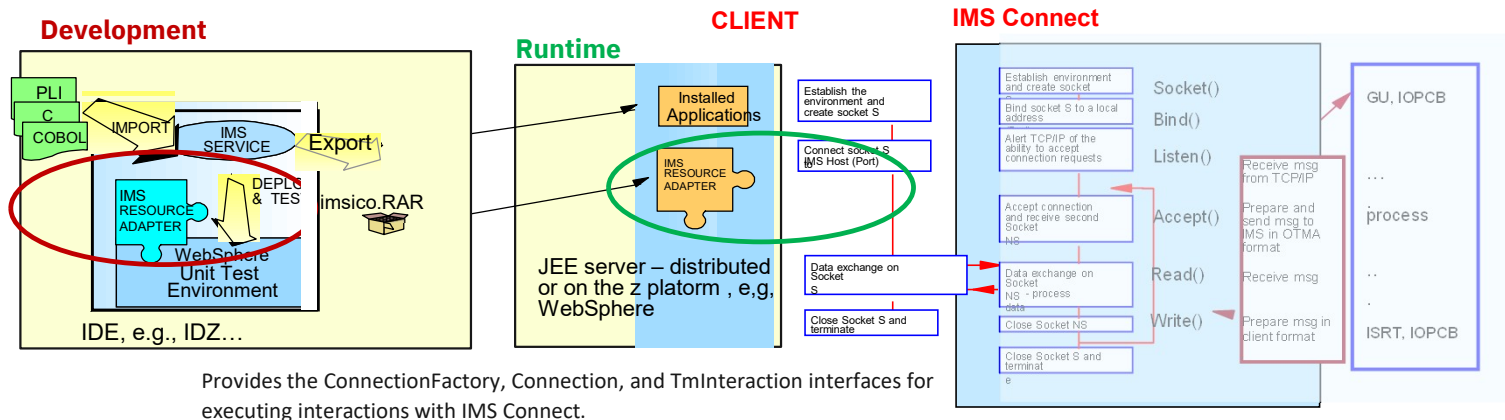 Development
PLI
C
COBOL
IMPORT
IMS
SERVICE
Export
IMS
RESOURCE
ADAPTER
DEPLO
& TES
imsico.RAR
WebSphere
Unit Test
Environment
IDE, e.g., IDZ…
Runtime
Installed
Applications
IMS
RESOURCE
ADAPTER
JEE server – distributed
or on the z platorm , e,g,
WebSphere
CLIENT
Establish the
environment and
create socket S
Connect socket S
to
IMS Host (Port)
Data exchange on
Socket
S
Close Socket S and
terminate
IMS Connect
Establish environment
and create socket
Bind socket S to a local
address
Alert TCP/IP of the
ability to accept
connection requests
Accept connection
and receive second
Socket
NS
Data exchange on
Socket
NS - process
data
Close Socket NS
Close Socket S and
terminat
e
Socket()
Bind()
Listen()
Accept()
Read()
Write()
Receive msg
from TCP/IP
Prepare and
send msg to
IMS in OTMA
format
Receive msg
Prepare msg in
client format
GU, IOPCB
…
.
process
..
.
ISRT, IOPCB
Provides the ConnectionFactory, Connection, and TmInteraction interfaces for
executing interactions with IMS Connect.